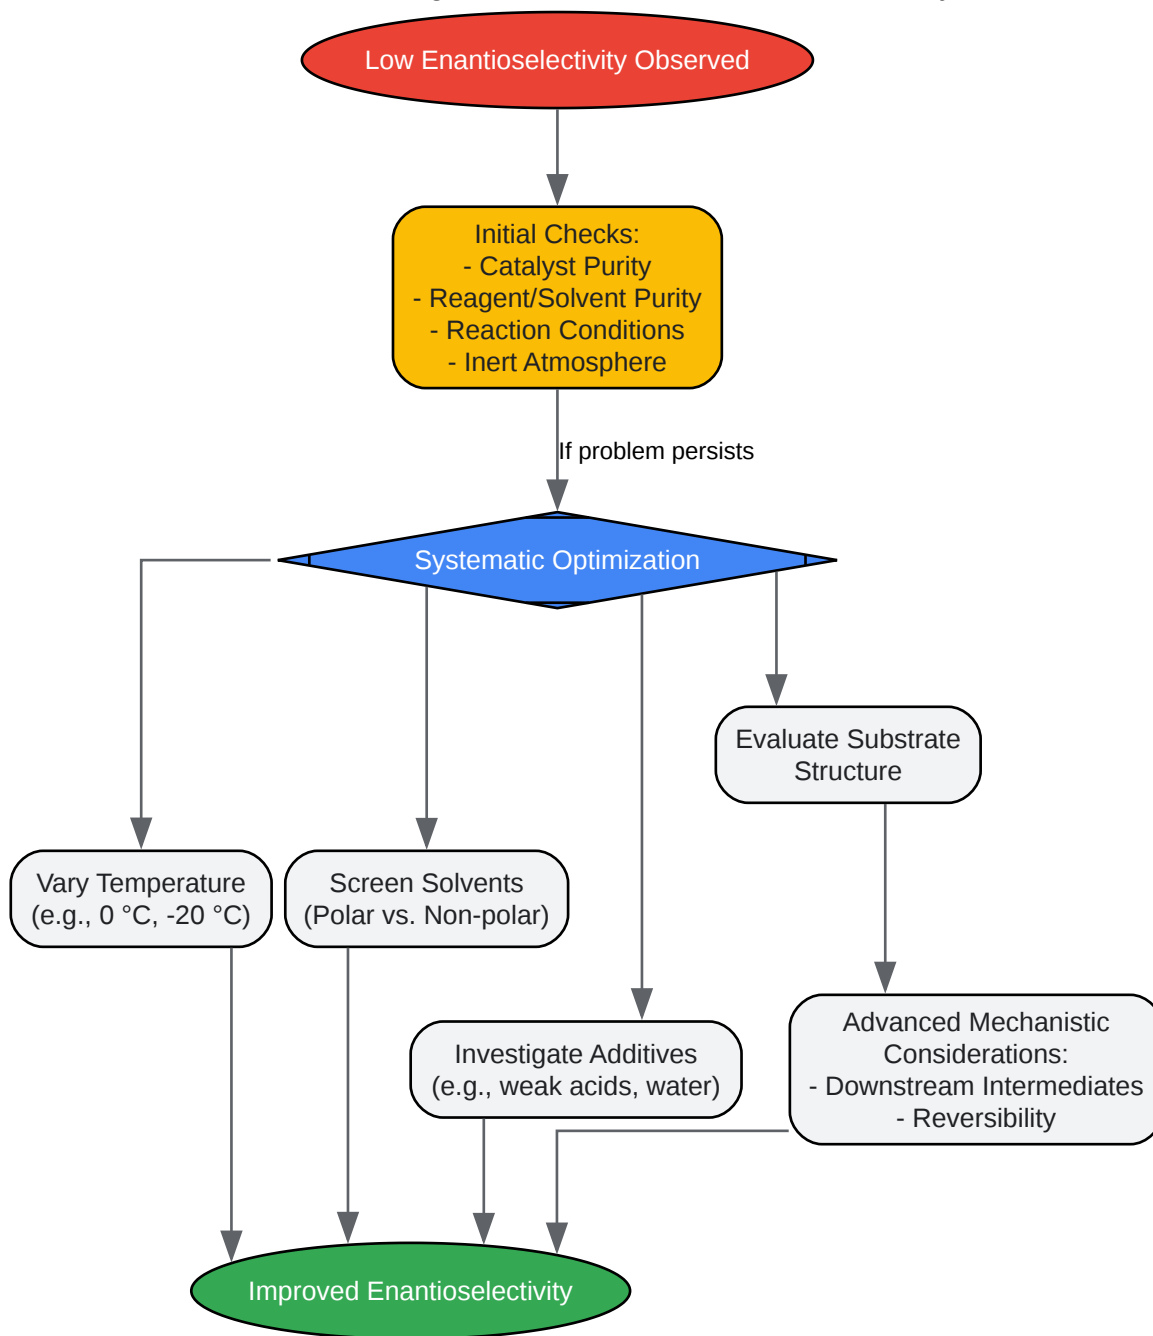 Low Enantioselectivity Observed
Initial Checks:
- Catalyst Purity
- Reagent/Solvent Purity
- Reaction Conditions
- Inert Atmosphere
If problem persists
Systematic Optimization
Evaluate Substrate
Structure
Vary Temperature
(e.g., 0 °C, -20 °C)
Screen Solvents
(Polar vs. Non-polar)
Investigate Additives
(e.g., weak acids, water)
Advanced Mechanistic
Considerations:
- Downstream Intermediates
- Reversibility
Improved Enantioselectivity